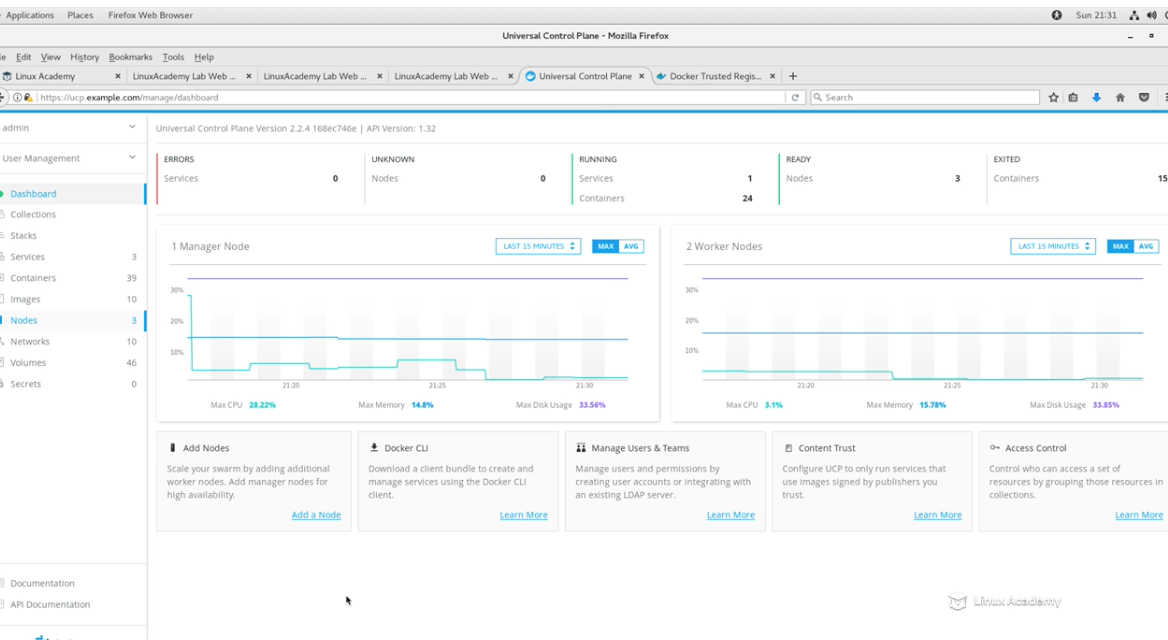 Applications Places Firefox Web Browser Sun 21:31
Universal Control Plane - Mozilla Firefox
Edit View History Bookmarks Tools Help
Linux Academy × LinuxAcademy Lab Web ... × LinuxAcademy Lab Web ... × LinuxAcademy Lab Web ... × Universal Control Plane × Docker Trusted Regis... × +
https://ucp.example.com/manage/dashboard Search
admin
Universal Control Plane Version 2.2.4 168ec746e | API Version: 1.32
User Management
Dashboard
Collections
Stacks
Services 3
Containers 39
Images 10
Nodes 3
Networks 10
Volumes 46
Secrets 0
Documentation
API Documentation
ERRORS
Services 0
UNKNOWN
Nodes 0
RUNNING
Services 1
Containers 24
READY
Nodes 3
EXITED
Containers 15
1 Manager Node LAST 15 MINUTES MAX AVG
30%
20%
10%
21:20 21:25 21:30
Max CPU 28.22% Max Memory 14.8% Max Disk Usage 33.56%
2 Worker Nodes LAST 15 MINUTES MAX AVG
30%
20%
10%
21:20 21:25 21:30
Max CPU 3.1% Max Memory 15.78% Max Disk Usage 33.85%
Add Nodes
Scale your swarm by adding additional
worker nodes. Add manager nodes for
high availability.
Add a Node
Docker CLI
Download a client bundle to create and
manage services using the Docker CLI
client.
Learn More
Manage Users & Teams
Manage users and permissions by
creating user accounts or integrating with
an existing LDAP server.
Learn More
Content Trust
Configure UCP to only run services that
use images signed by publishers you
trust.
Learn More
Access Control
Control who can access a set of
resources by grouping those resources in
collections.
Learn More
Linux Academy